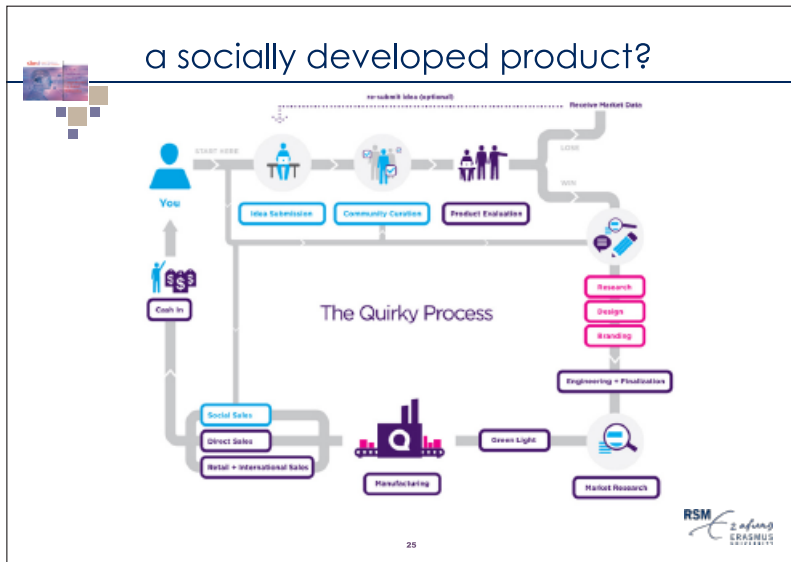 a socially developed product?
re-submit idea (optional)
Receive Market Data
START HERE
LOSE
WIN
You
Idea Submission
Community Curation
Product Evaluation
Cash In
The Quirky Process
Research
Design
Branding
Engineering + Finalization
Social Sales
Direct Sales
Retail + International Sales
Green Light
Manufacturing
Market Research
RSM
Erasmus
ERASMUS
UNIVERSITY
25